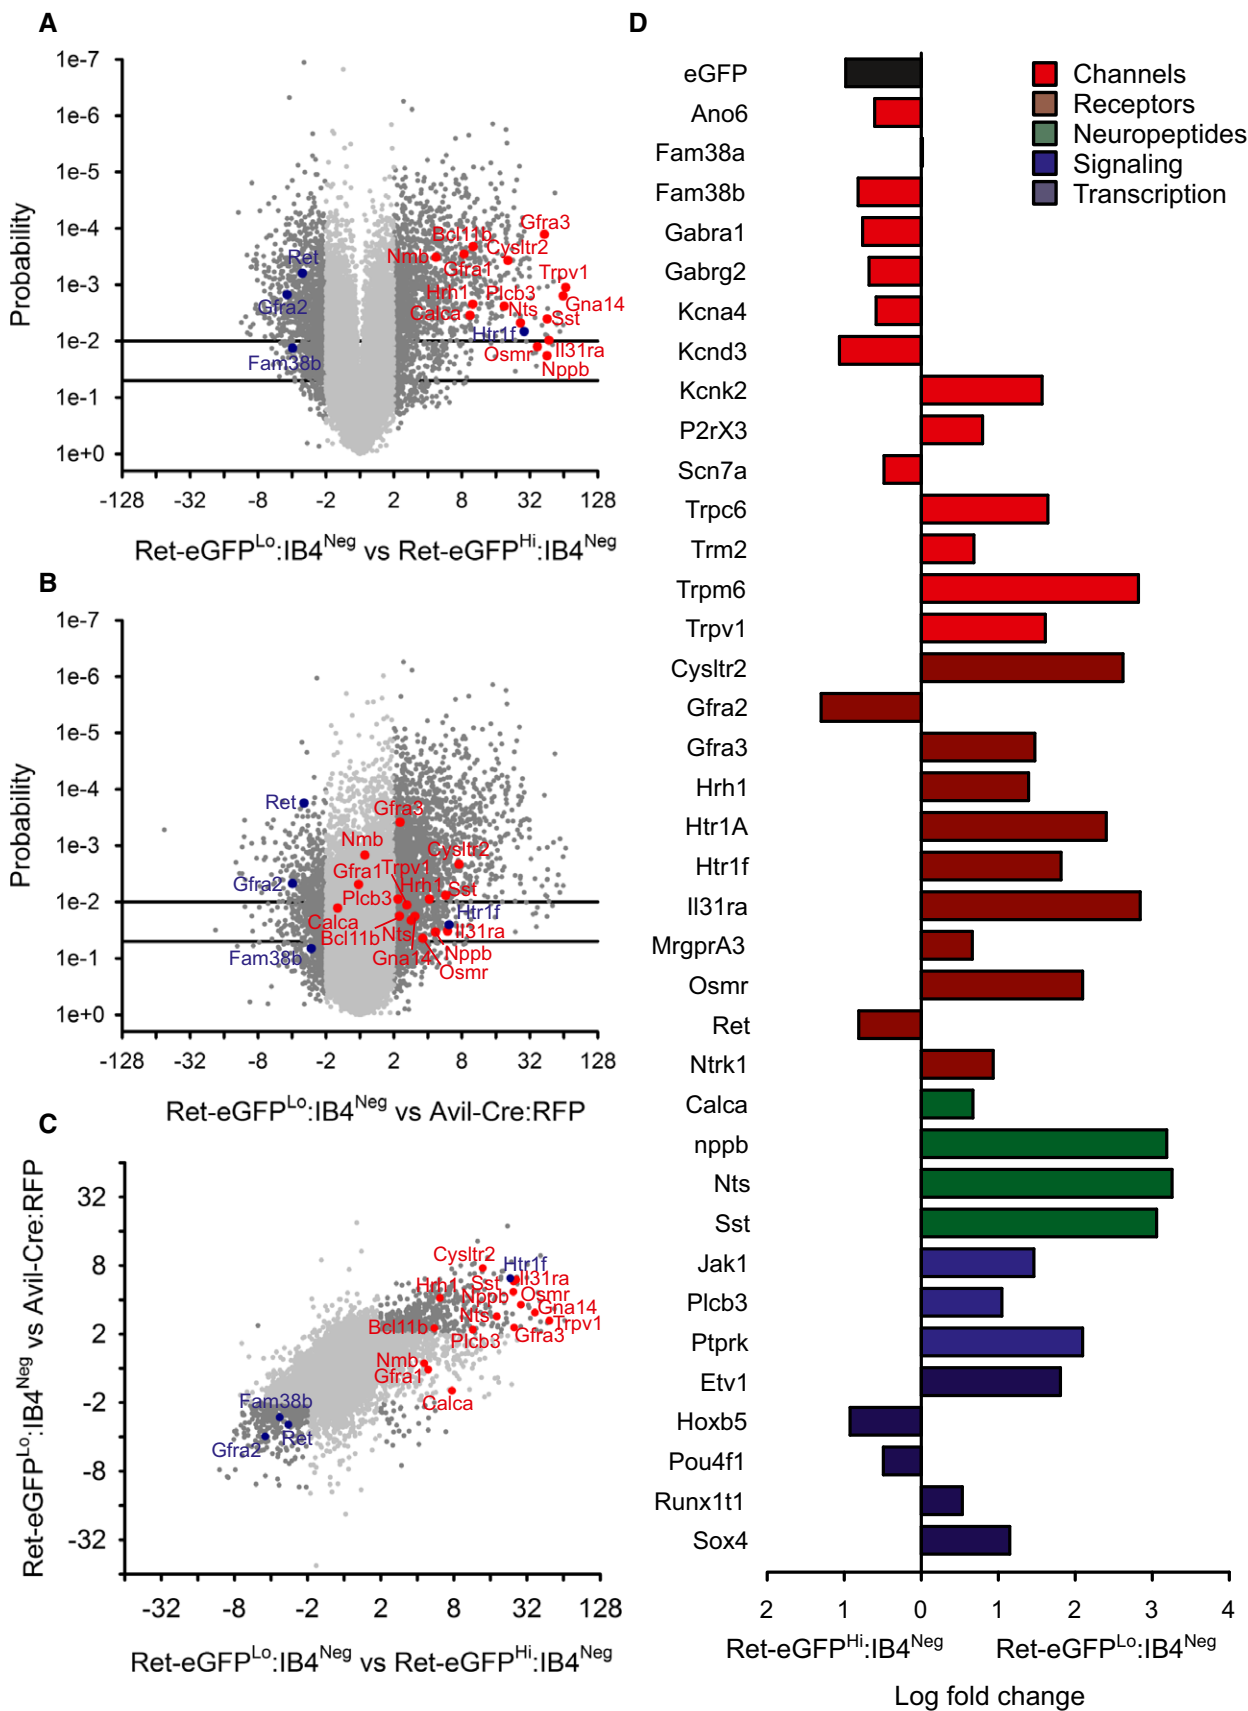 A
1e-7
1e-6
1e-5
1e-4
1e-3
1e-2
1e-1
1e+0
Probability
Gfra3
Bcl11b
Cysltr2
Nmb
Gfra1
Trpv1
Hrh1
Plcb3
Gna14
Calca
Nts
Sst
Htr1f
Osmr
Il31ra
Nppb
Ret
Gfra2
Fam38b
-128 -32 -8 -2 2 8 32 128
Ret-eGFPLo:IB4Neg vs Ret-eGFPHi:IB4Neg
B
1e-7
1e-6
1e-5
1e-4
1e-3
1e-2
1e-1
1e+0
Probability
Ret
Gfra3
Nmb
Cysltr2
Gfra1
Trpv1
Gfra2
Plcb3
Hrh1
Sst
Calca
Htr1f
Bcl11b
Nts
Il31ra
Fam38b
Gna14
Nppb
Osmr
-128 -32 -8 -2 2 8 32 128
Ret-eGFPLo:IB4Neg vs Avil-Cre:RFP
C
32
8
2
-2
-8
-32
Ret-eGFPLo:IB4Neg vs Avil-Cre:RFP
Cysltr2
Htr1f
Hrh1
Sst
Il31ra
Nppb
Osmr
Nts
Gna14
Bcl11b
Trpv1
Plcb3
Gfra3
Nmb
Gfra1
Calca
Fam38b
Ret
Gfra2
-32 -8 -2 2 8 32 128
Ret-eGFPLo:IB4Neg vs Ret-eGFPHi:IB4Neg
D
Channels
Receptors
Neuropeptides
Signaling
Transcription
eGFP
Ano6
Fam38a
Fam38b
Gabra1
Gabrg2
Kcna4
Kcnd3
Kcnk2
P2rX3
Scn7a
Trpc6
Trm2
Trpm6
Trpv1
Cysltr2
Gfra2
Gfra3
Hrh1
Htr1A
Htr1f
Il31ra
MrgprA3
Osmr
Ret
Ntrk1
Calca
nppb
Nts
Sst
Jak1
Plcb3
Ptprk
Etv1
Hoxb5
Pou4f1
Runx1t1
Sox4
2 1 0 1 2 3 4
Ret-eGFPHi:IB4Neg Ret-eGFPLo:IB4Neg
Log fold change